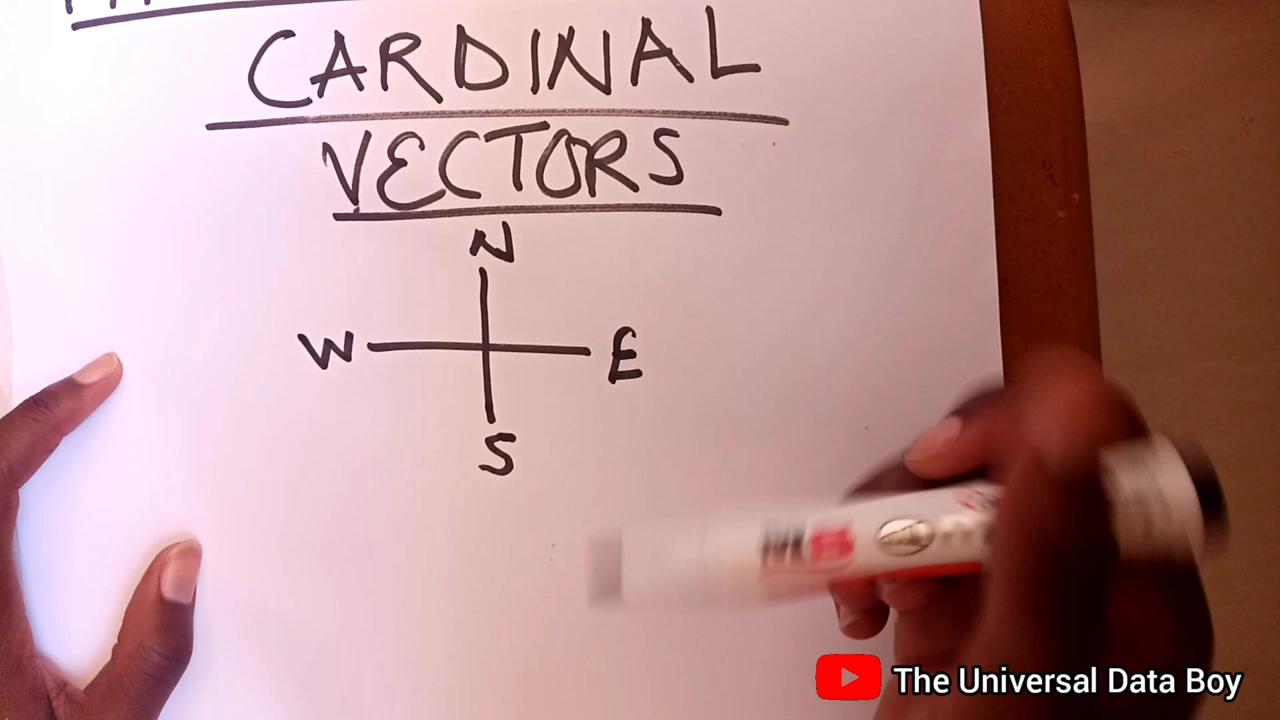 CARDINAL
VECTORS
N
W E
S
The Universal Data Boy